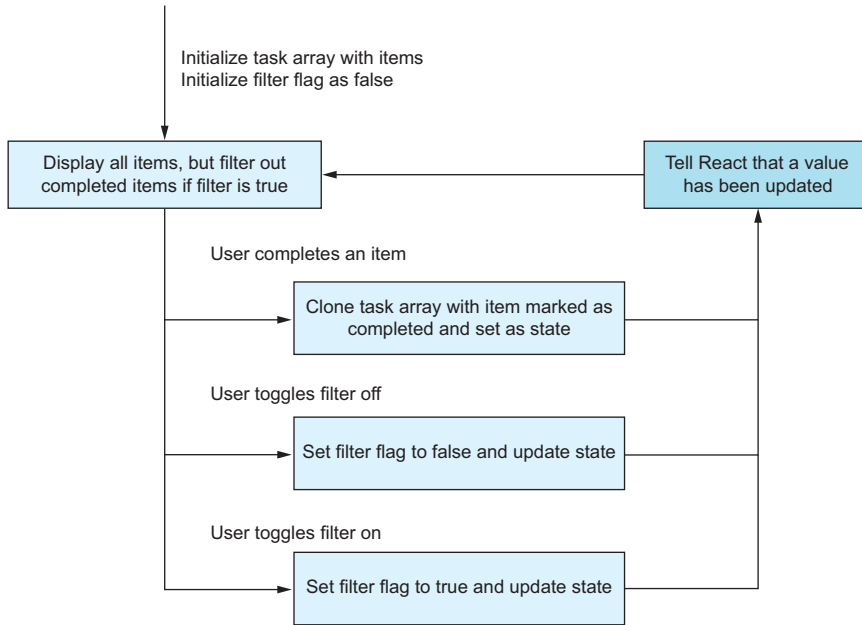 Initialize task array with items
Initialize filter flag as false
Display all items, but filter out
completed items if filter is true
Tell React that a value
has been updated
User completes an item
Clone task array with item marked as
completed and set as state
User toggles filter off
Set filter flag to false and update state
User toggles filter on
Set filter flag to true and update state